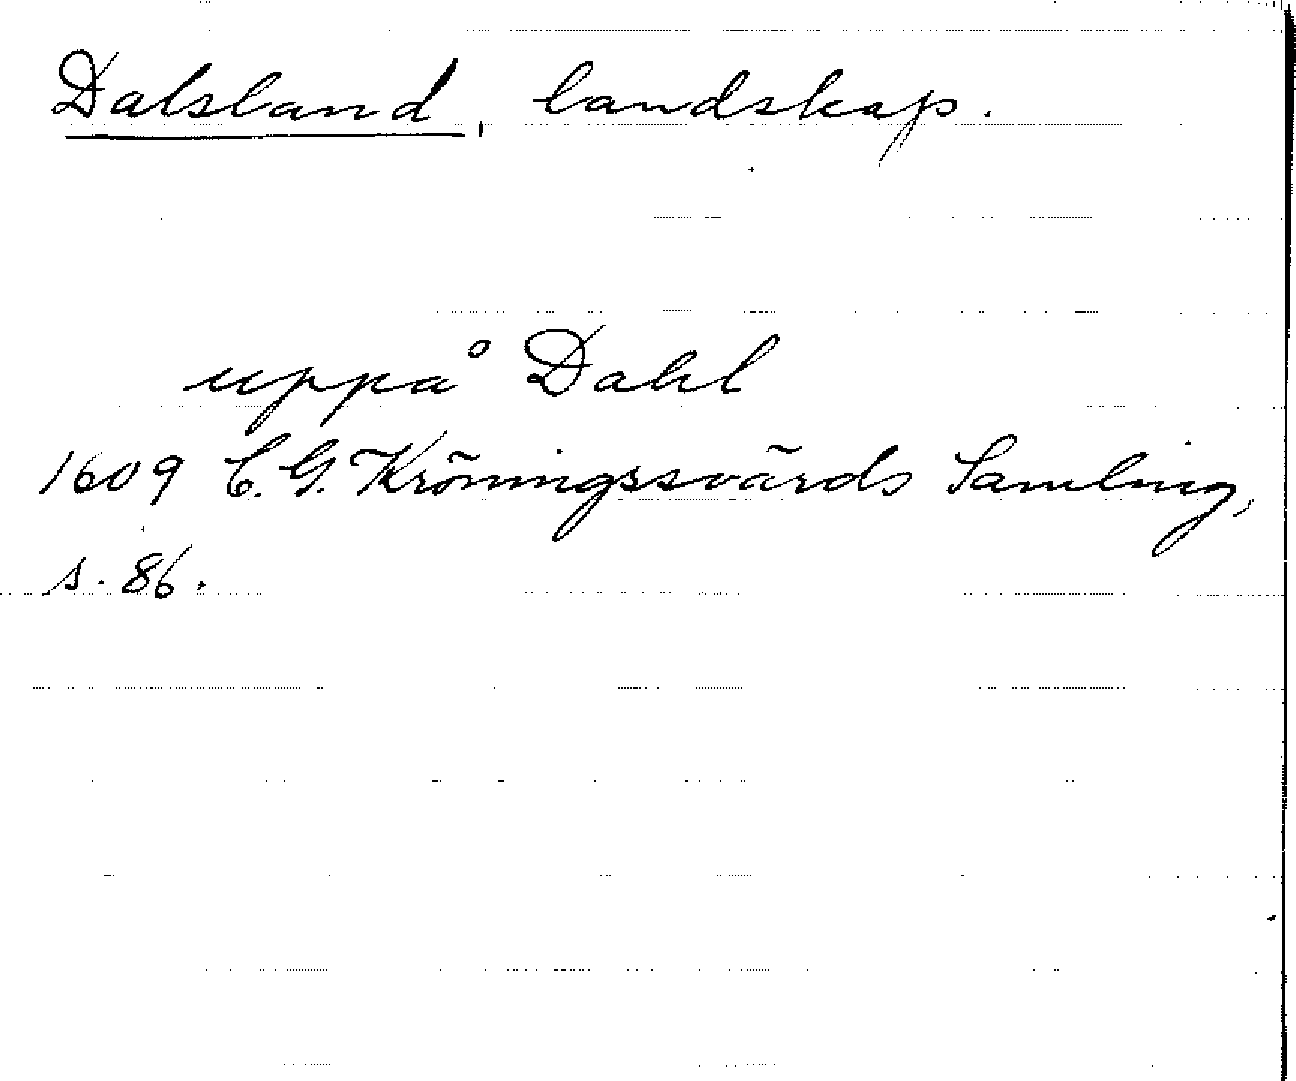 Dalsland, landskap.
uppå Dahl
1609 C. G. Kröningssvärds Samling,
s. 86.